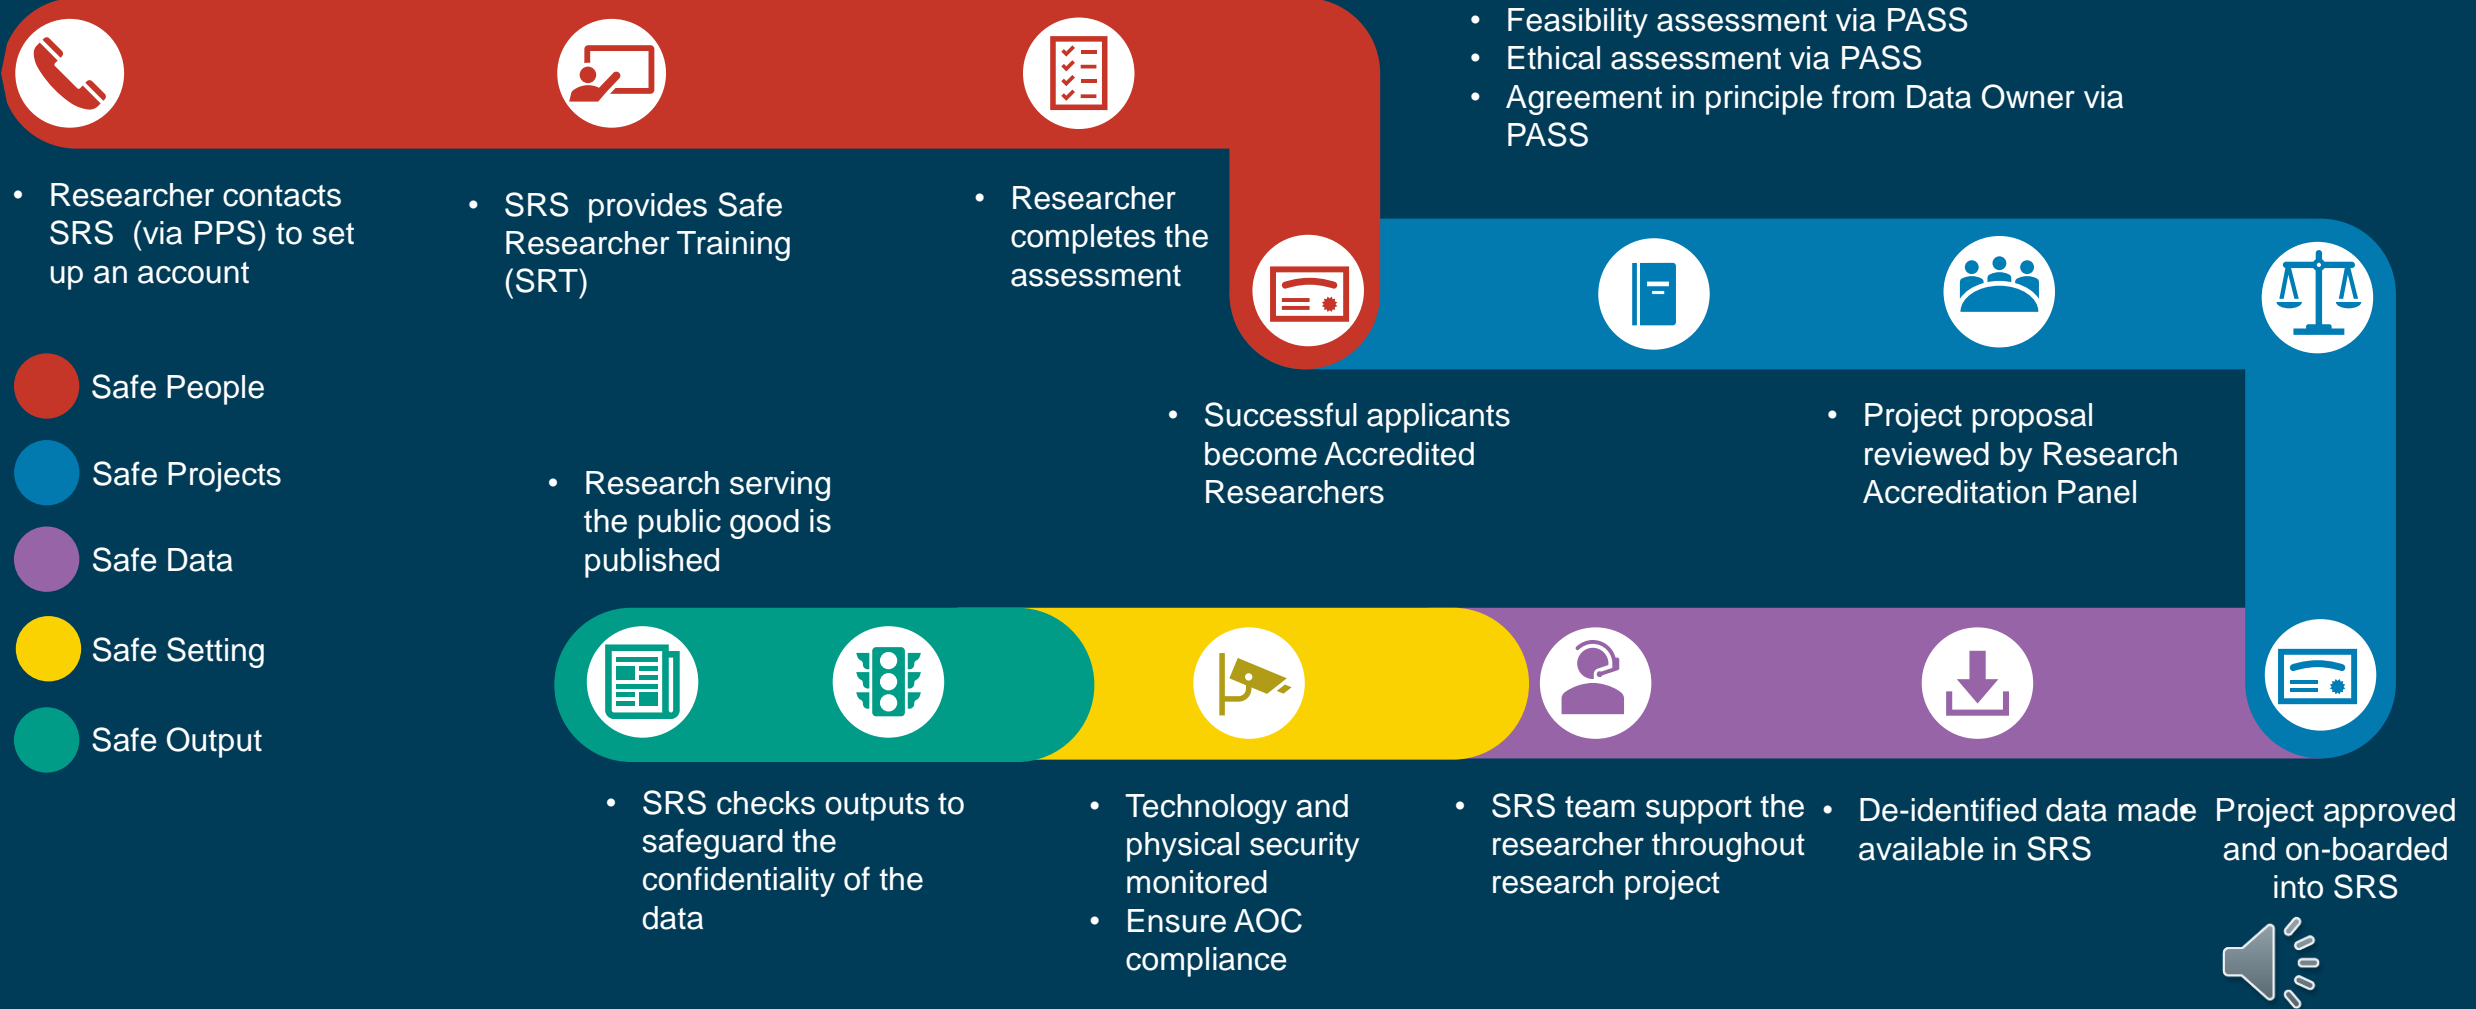 • Feasibility assessment via PASS
• Ethical assessment via PASS
• Agreement in principle from Data Owner via
PASS
• Researcher contacts
SRS (via PPS) to set
up an account
• SRS provides Safe
Researcher Training
(SRT)
• Researcher
completes the
assessment
Safe People
Safe Projects
Safe Data
Safe Setting
Safe Output
• Successful applicants
become Accredited
Researchers
• Project proposal
reviewed by Research
Accreditation Panel
• Research serving
the public good is
published
• SRS checks outputs to
safeguard the
confidentiality of the
data
• Technology and
physical security
monitored
• Ensure AOC
compliance
• SRS team support the
researcher throughout
research project
• De-identified data made
available in SRS
• Project approved
and on-boarded
into SRS